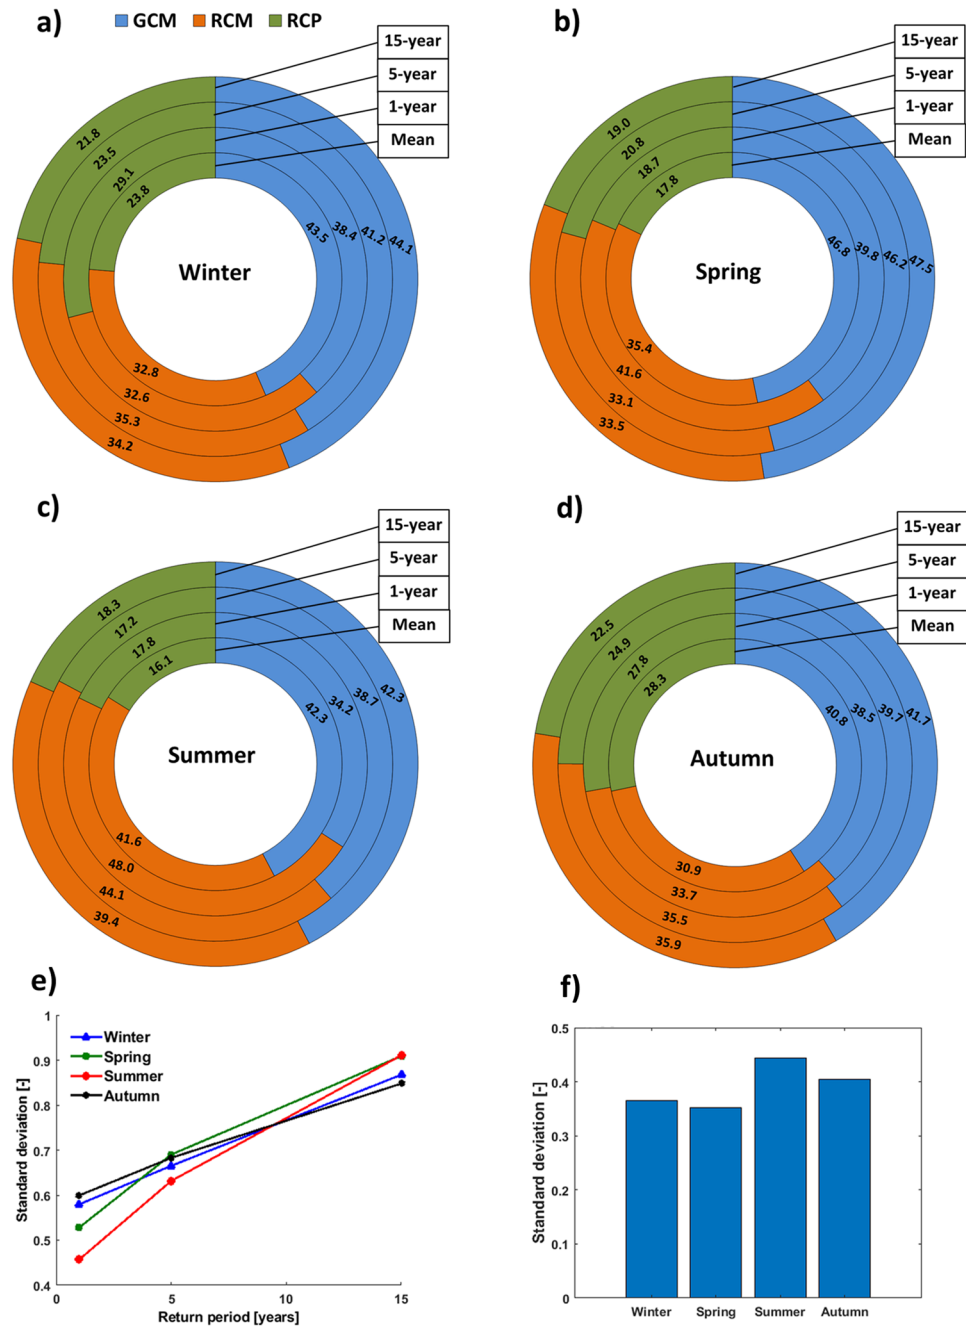 a)
GCM RCM RCP
15-year
5-year
1-year
Mean
21.8
23.5
29.1
23.8
43.5
38.4
41.2
44.1
Winter
32.8
32.6
35.3
34.2
b)
15-year
5-year
1-year
Mean
19.0
20.8
18.7
17.8
46.8
39.8
46.2
47.5
Spring
35.4
41.6
33.1
33.5
c)
15-year
5-year
1-year
Mean
18.3
17.2
17.8
16.1
42.3
34.2
38.7
42.3
Summer
41.6
48.0
44.1
39.4
d)
15-year
5-year
1-year
Mean
22.5
24.9
27.8
28.3
40.8
38.5
39.7
41.7
Autumn
30.9
33.7
35.5
35.9
e)
1
0.9
0.8
0.7
0.6
0.5
0.4
Standard deviation [-]
Winter
Spring
Summer
Autumn
0 5 10 15
Return period [years]
f)
0.5
0.4
0.3
0.2
0.1
0
Standard deviation [-]
Winter Spring Summer Autumn